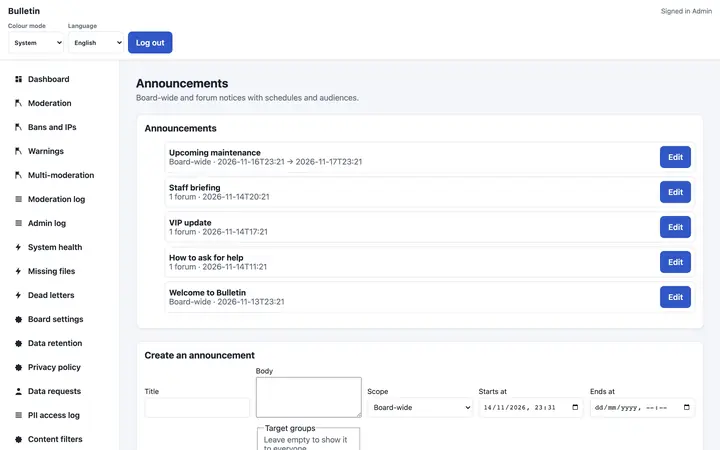 Bulletin
Signed in Admin
Colour mode
Language
System
English
Log out
Dashboard
Moderation
Bans and IPs
Warnings
Multi-moderation
Moderation log
Admin log
System health
Missing files
Dead letters
Board settings
Data retention
Privacy policy
Data requests
PII access log
Content filters
Announcements
Board-wide and forum notices with schedules and audiences.
Announcements
Upcoming maintenance
Board-wide · 2026-11-16T23:21 → 2026-11-17T23:21
Edit
Staff briefing
1 forum · 2026-11-14T20:21
Edit
VIP update
1 forum · 2026-11-14T17:21
Edit
How to ask for help
1 forum · 2026-11-14T11:21
Edit
Welcome to Bulletin
Board-wide · 2026-11-13T23:21
Edit
Create an announcement
Title
Body
Scope
Board-wide
Starts at
14/11/2026, 23:31
Ends at
dd/mm/yyyy, --:--
Target groups
Leave empty to show it
to everyone